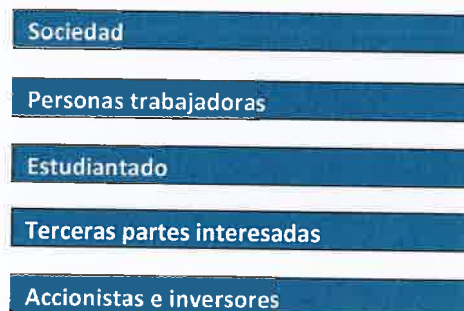 Sociedad
Personas trabajadoras
Estudiantado
Terceras partes interesadas
Accionistas e inversores